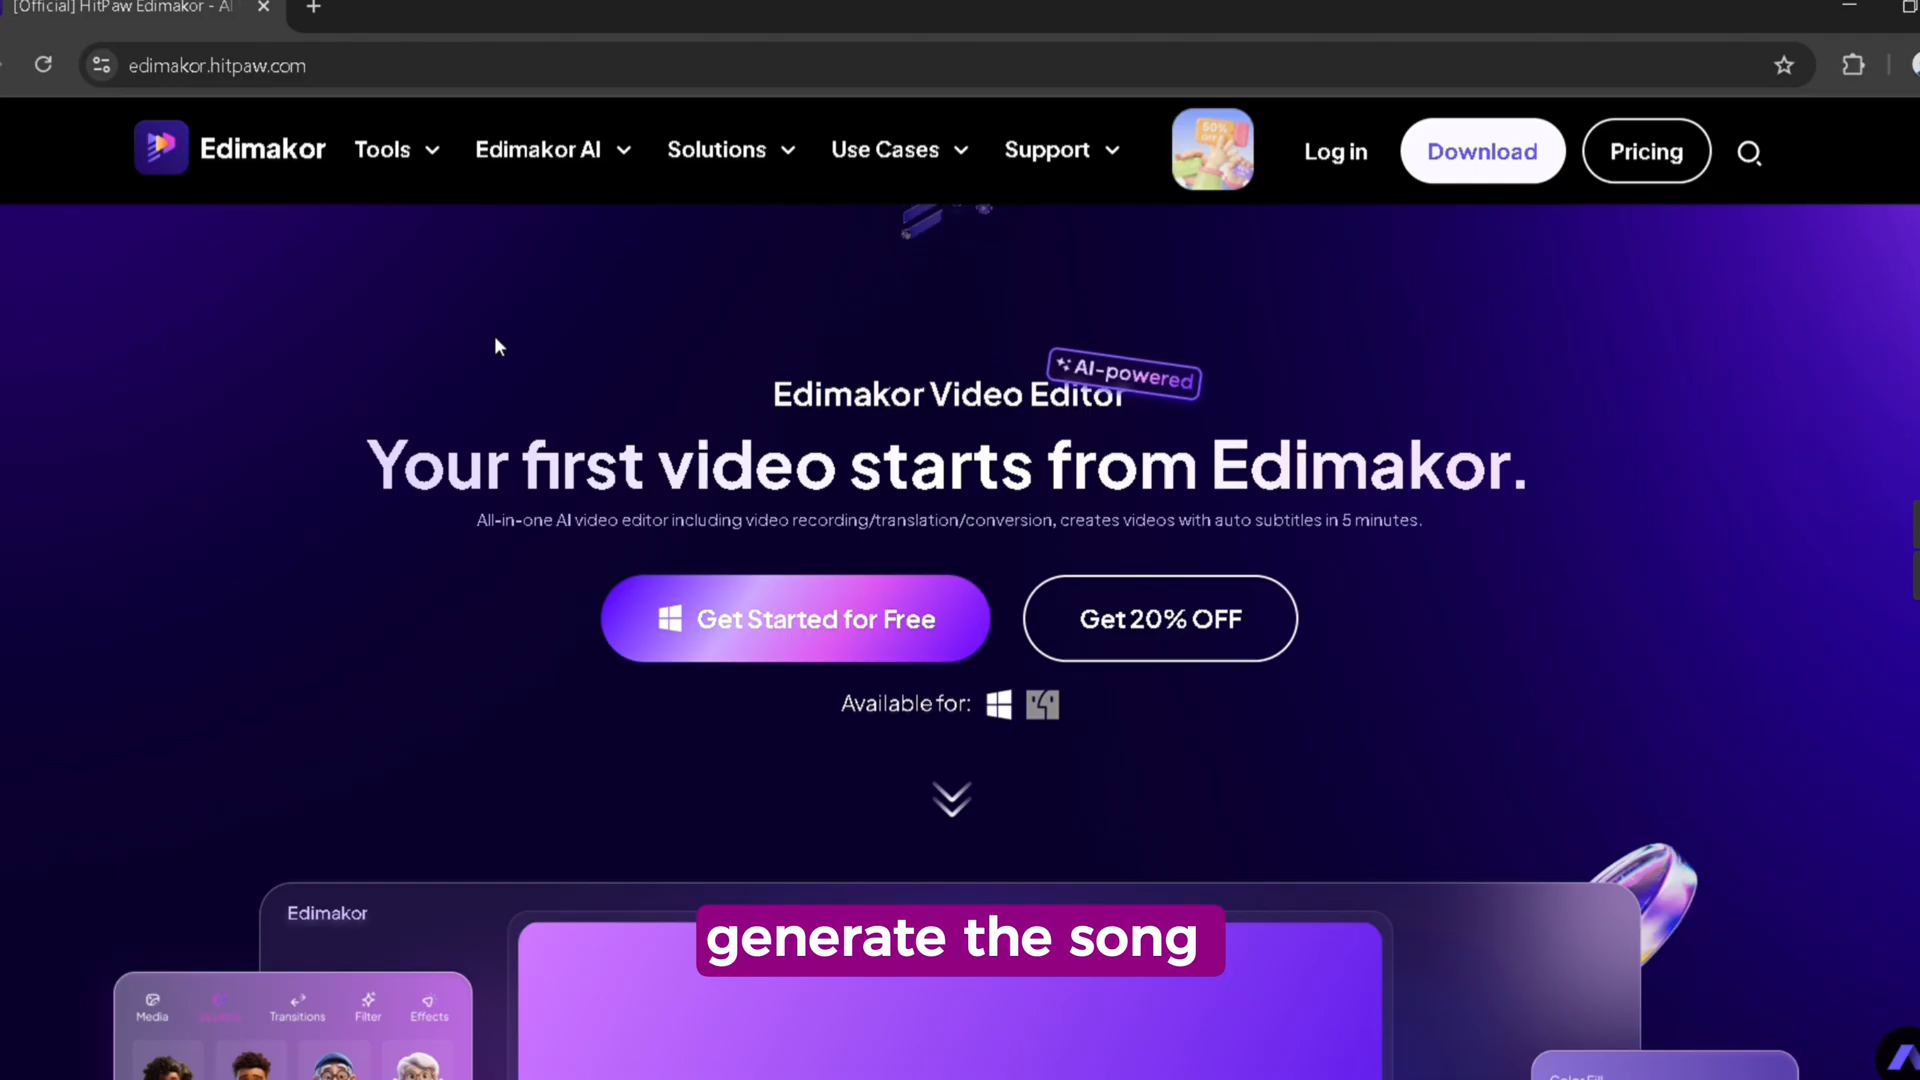 [Official] HitPaw Edimakor - AI
edimakor.hitpaw.com
Edimakor Tools Edimakor AI Solutions Use Cases Support Log in Download Pricing
AI-powered
Edimakor Video Editor
Your first video starts from Edimakor.
All-in-one AI video editor including video recording/translation/conversion, creates videos with auto subtitles in 5 minutes.
Get Started for Free Get 20% OFF
Available for:
Edimakor
generate the song
Media Transitions Filter Effects